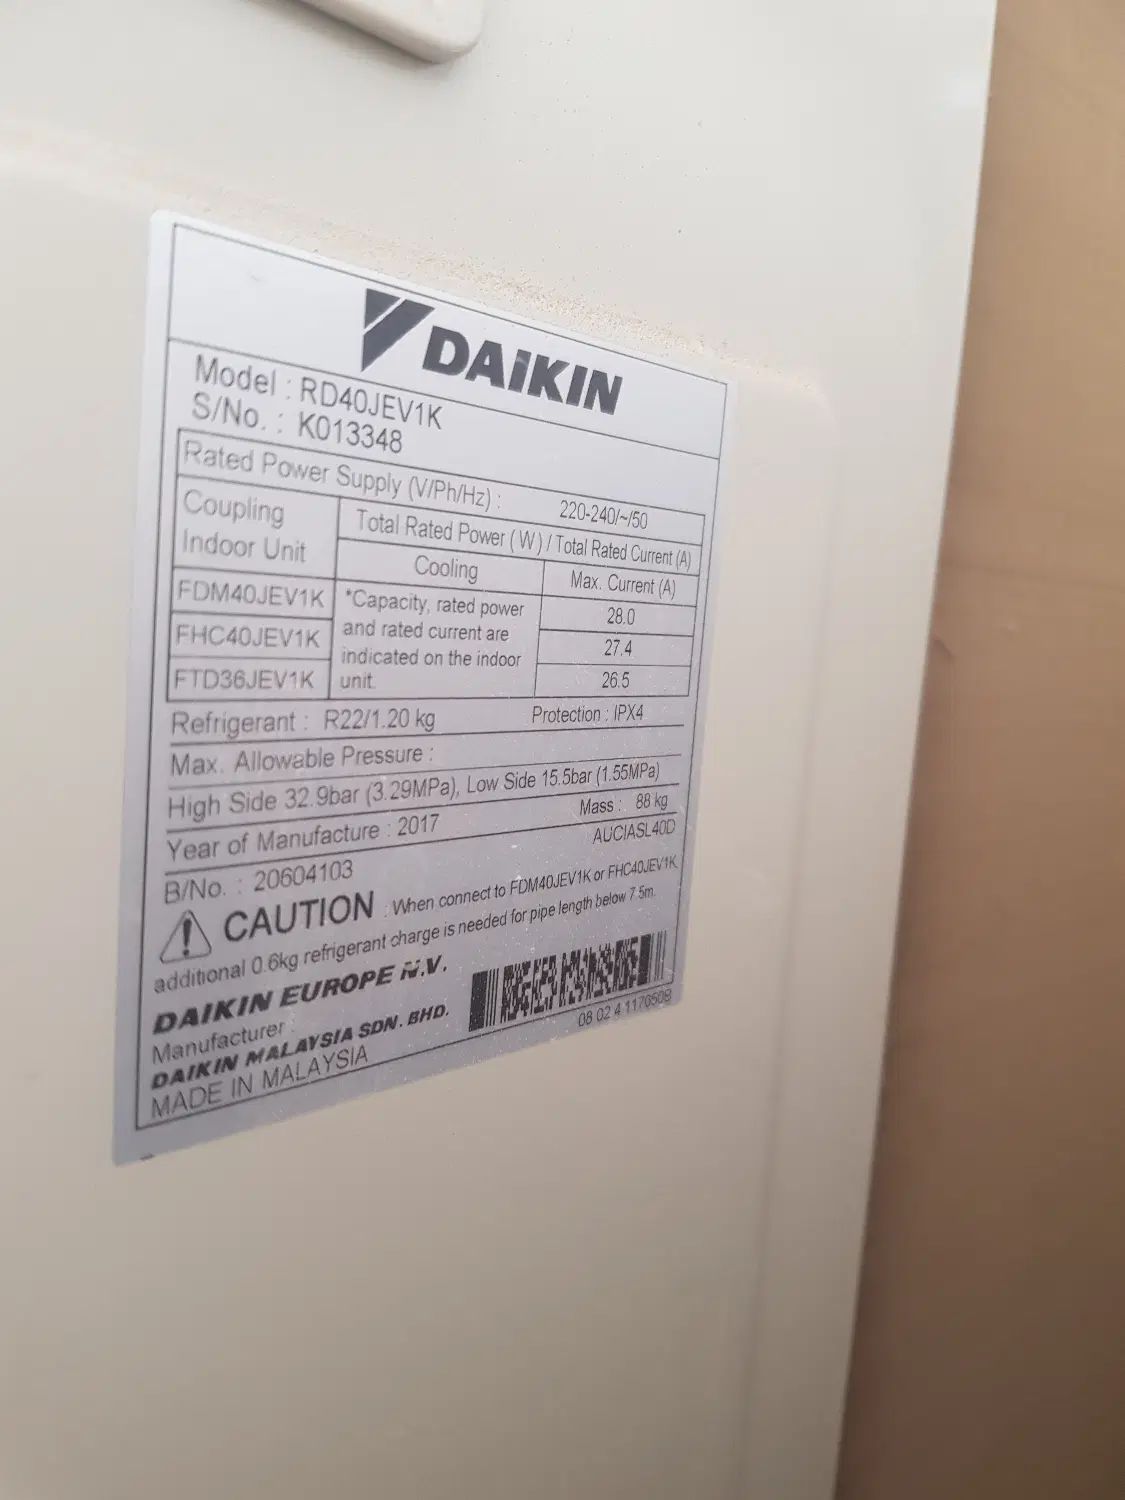 DAIKIN
Model : RD40JEV1K
S/No. : K013348
Rated Power Supply (V/Ph/Hz) : 220-240/~/50
Coupling Indoor Unit
Total Rated Power ( W ) / Total Rated Current (A)
Cooling
Max. Current (A)
FDM40JEV1K
FHC40JEV1K
FTD36JEV1K
*Capacity, rated power
and rated current are
indicated on the indoor
unit.
28.0
27.4
26.5
Refrigerant : R22/1.20 kg Protection : IPX4
Max. Allowable Pressure :
High Side 32.9bar (3.29MPa), Low Side 15.5bar (1.55MPa)
Year of Manufacture : 2017 Mass : 88 kg
B/No. : 20604103 AUCIASL40D
CAUTION : When connect to FDM40JEV1K or FHC40JEV1K
additional 0.6kg refrigerant charge is needed for pipe length below 7.5m.
DAIKIN EUROPE N.V.
Manufacturer :
DAIKIN MALAYSIA SDN. BHD.
MADE IN MALAYSIA
08 02 4 117050B